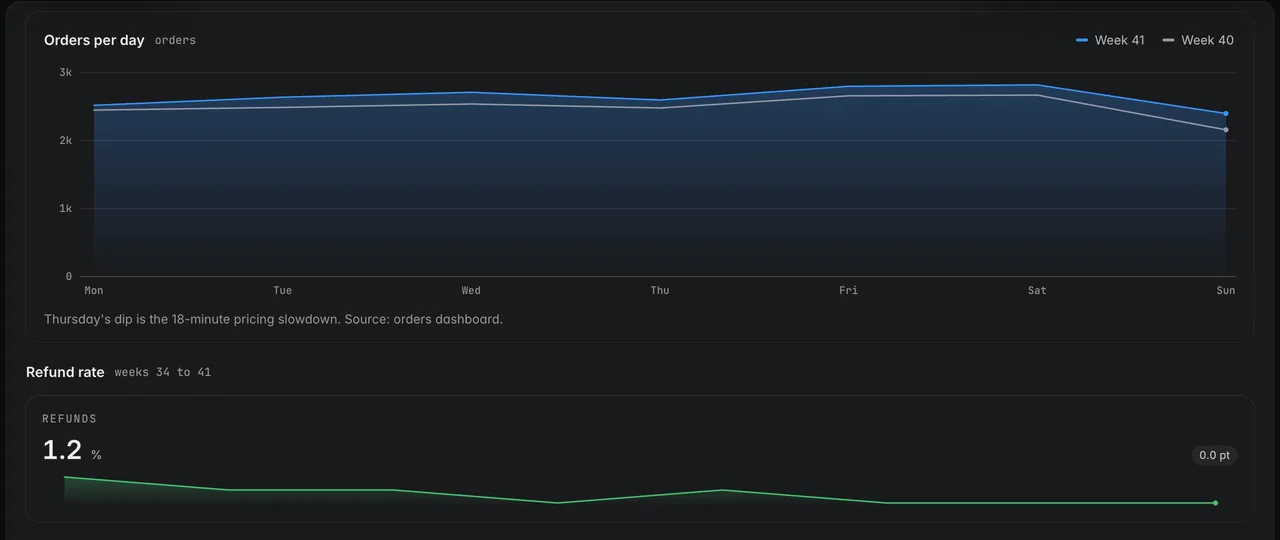 Orders per day orders
Week 41 Week 40
3k
2k
1k
0
Mon Tue Wed Thu Fri Sat Sun
Thursday's dip is the 18-minute pricing slowdown. Source: orders dashboard.
Refund rate weeks 34 to 41
REFUNDS
1.2 %
0.0 pt